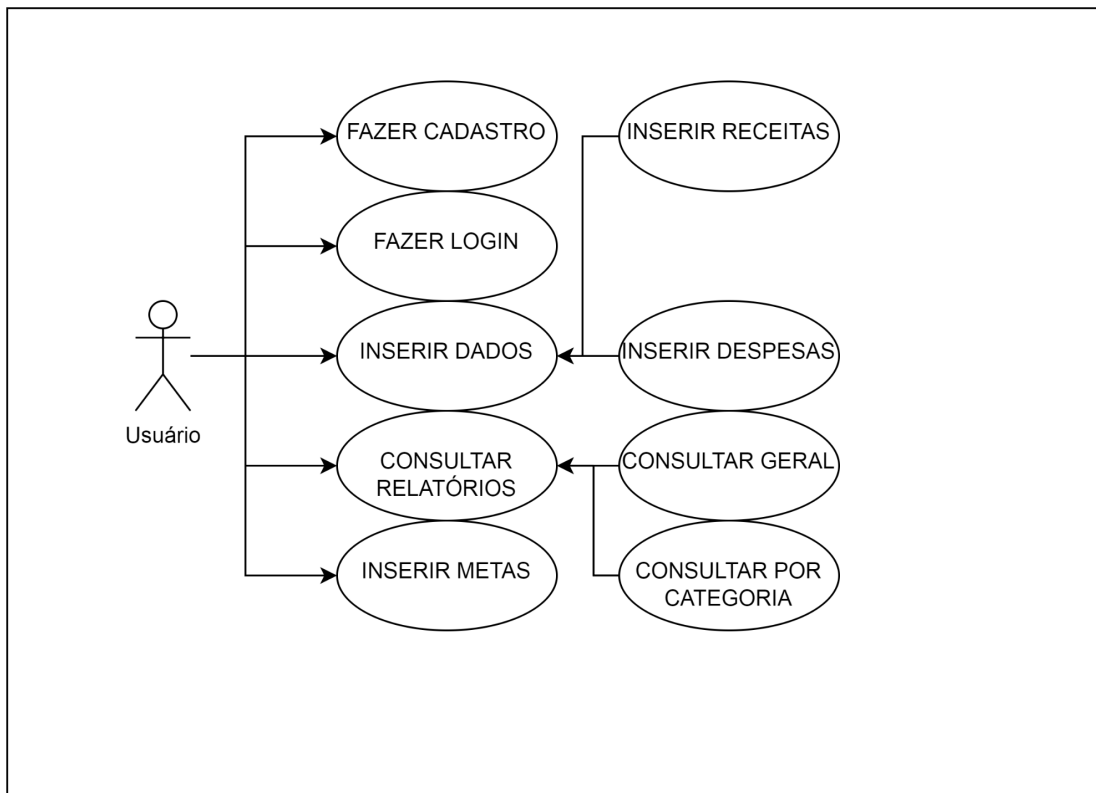 FAZER CADASTRO
INSERIR RECEITAS
FAZER LOGIN
INSERIR DADOS
INSERIR DESPESAS
Usuário
CONSULTAR
RELATÓRIOS
CONSULTAR GERAL
INSERIR METAS
CONSULTAR POR
CATEGORIA